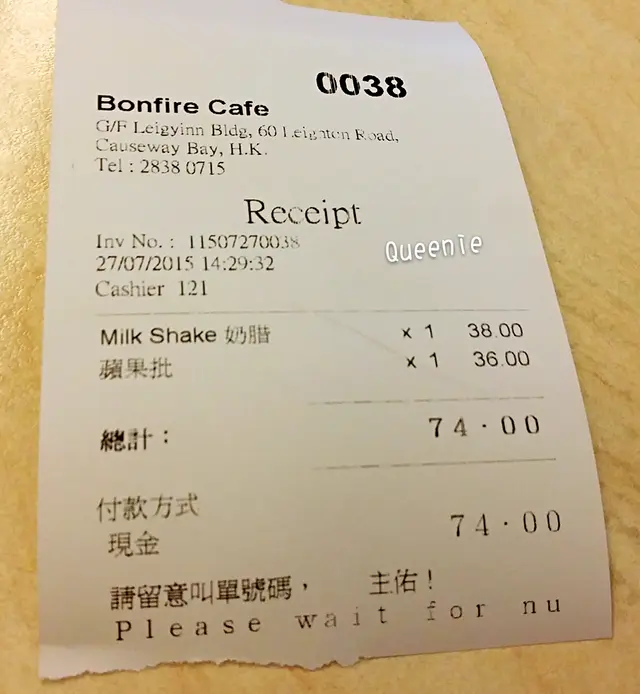 0038
Bonfire Cafe
G/F Leigyinn Bldg, 60 Leighton Road,
Causeway Bay, H.K.
Tel : 2838 0715
Receipt
Inv No. : 11507270038
Queenie
27/07/2015 14:29:32
Cashier 121
Milk Shake 奶腊 x 1 38.00
蘋果批 x 1 36.00
總計： 74.00
付款方式
現金 74.00
請留意叫單號碼， 主佑！
Please wait for nu